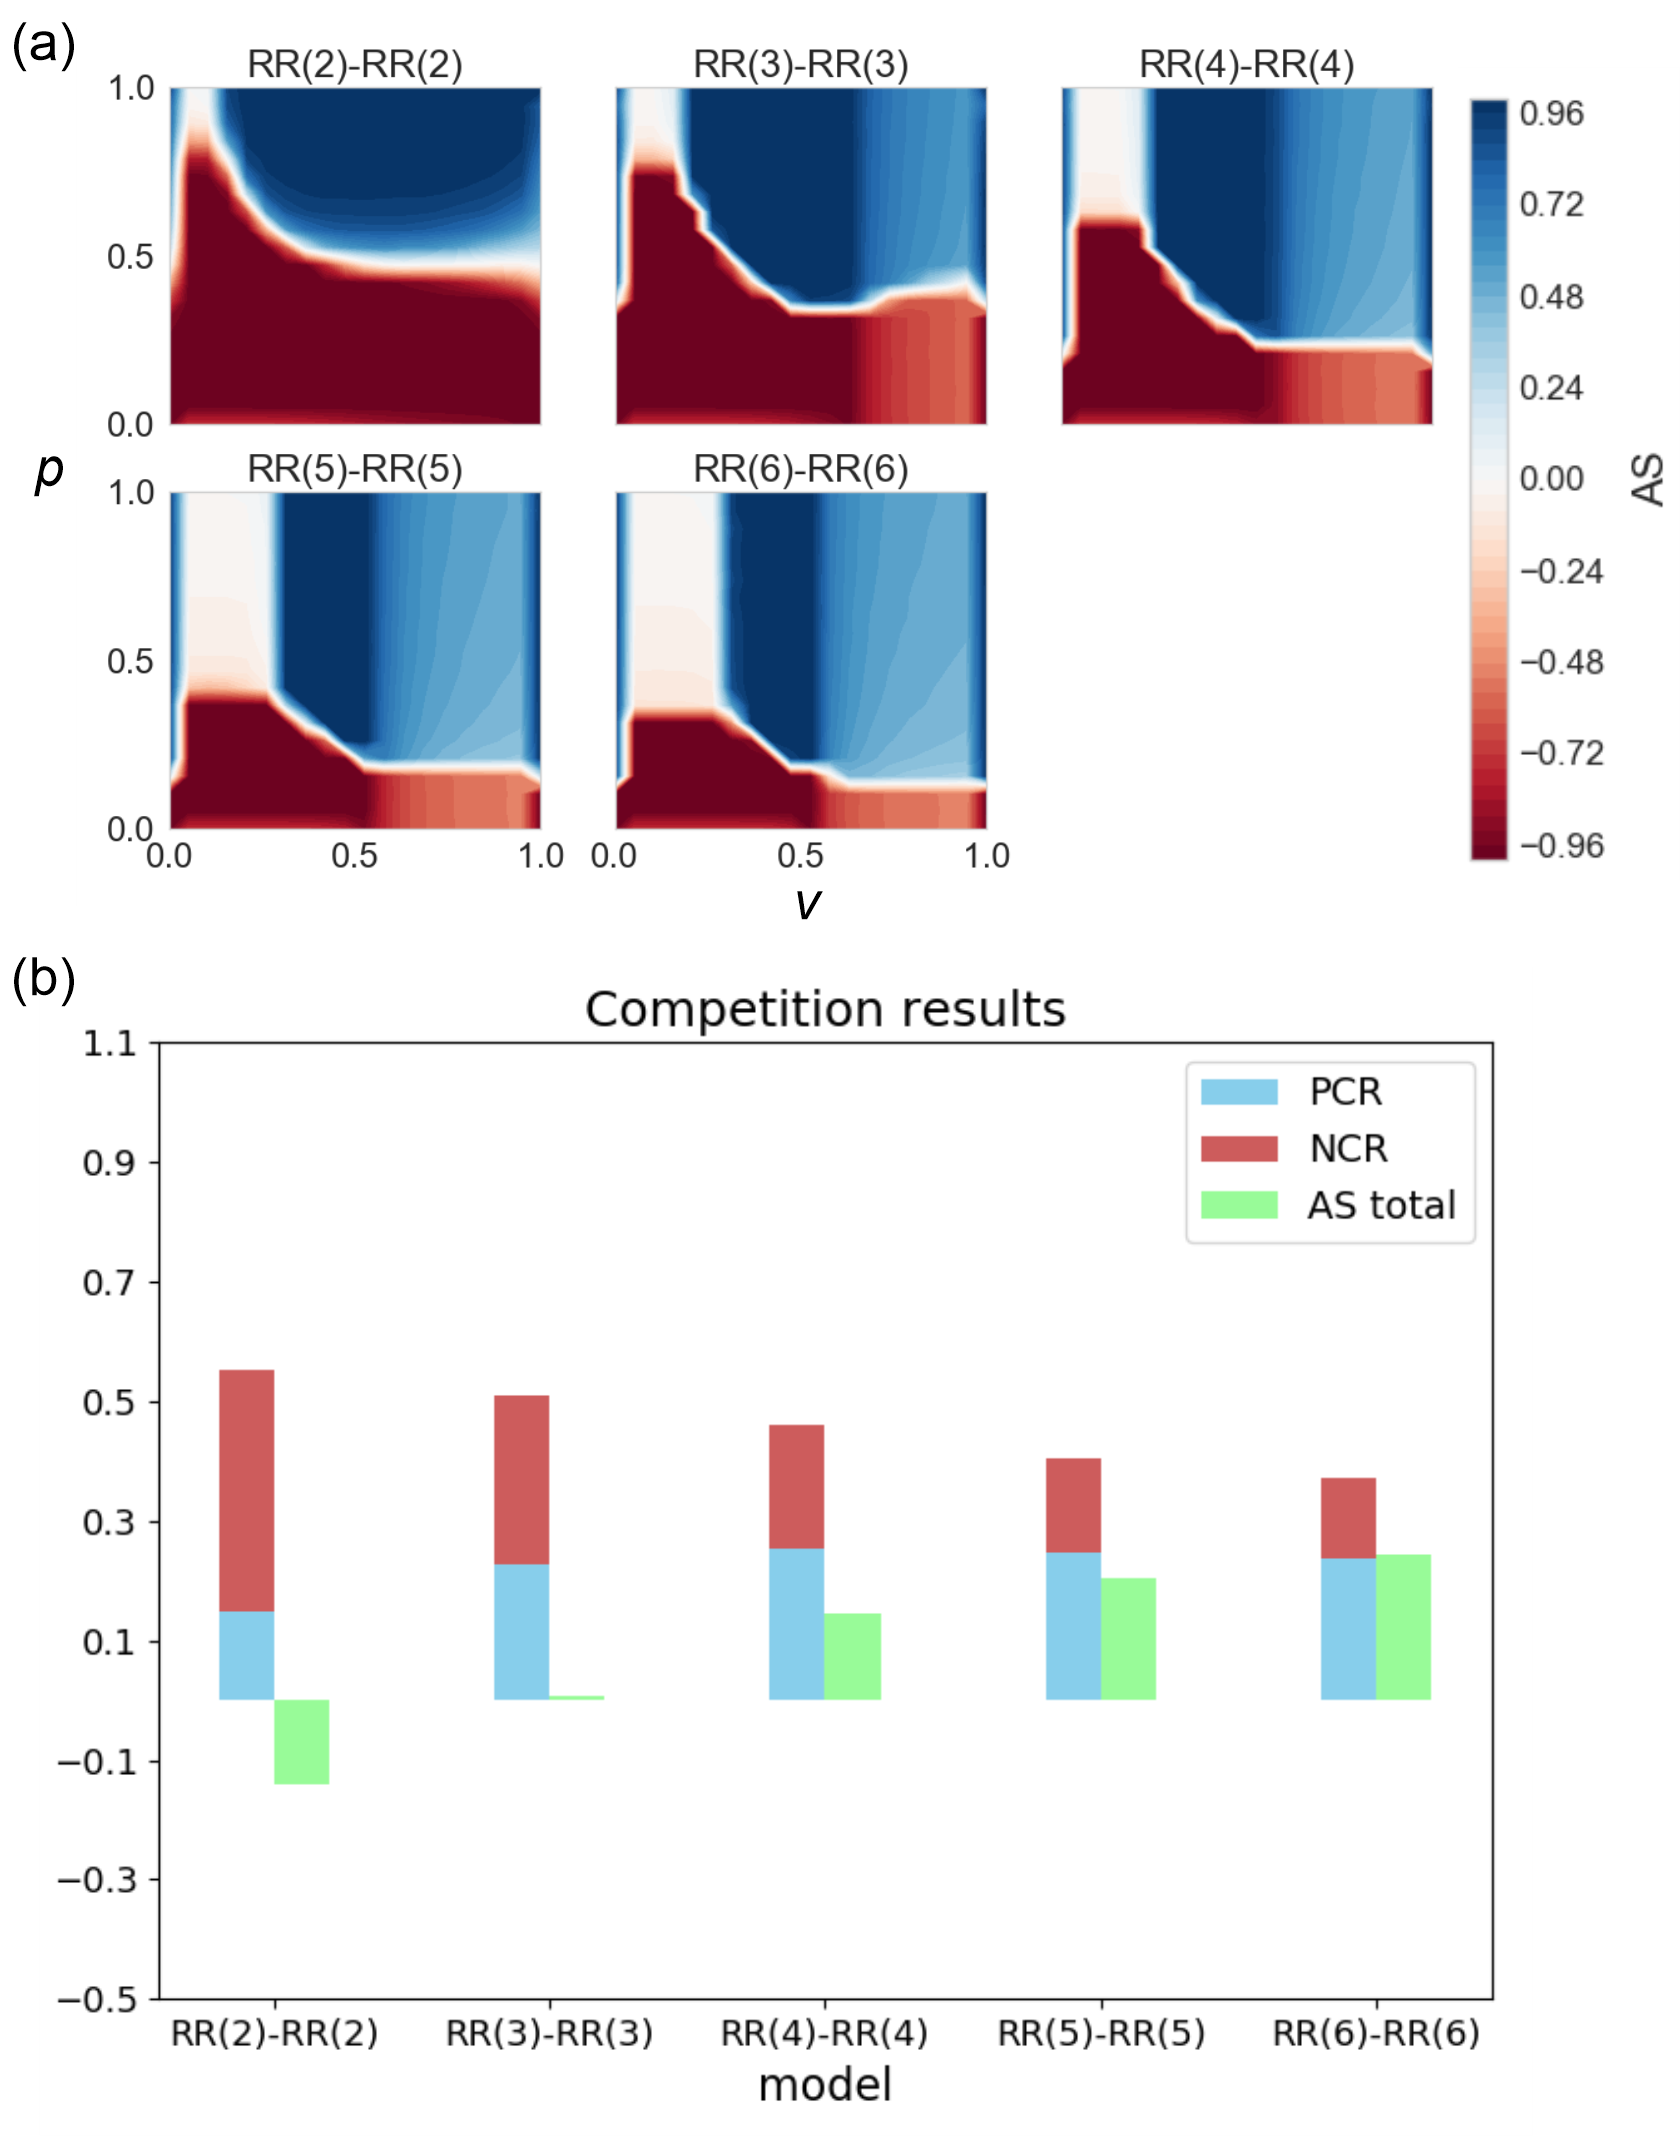 (a)
RR(2)-RR(2) RR(3)-RR(3) RR(4)-RR(4)
1.0
0.5
0.0
RR(5)-RR(5) RR(6)-RR(6)
p
1.0
0.5
0.0
0.0 0.5 1.0 0.0 0.5 1.0
v
0.96
0.72
0.48
0.24
0.00
−0.24
−0.48
−0.72
−0.96
AS
(b)
Competition results
1.1
0.9
0.7
0.5
0.3
0.1
−0.1
−0.3
−0.5
PCR
NCR
AS total
RR(2)-RR(2) RR(3)-RR(3) RR(4)-RR(4) RR(5)-RR(5) RR(6)-RR(6)
model